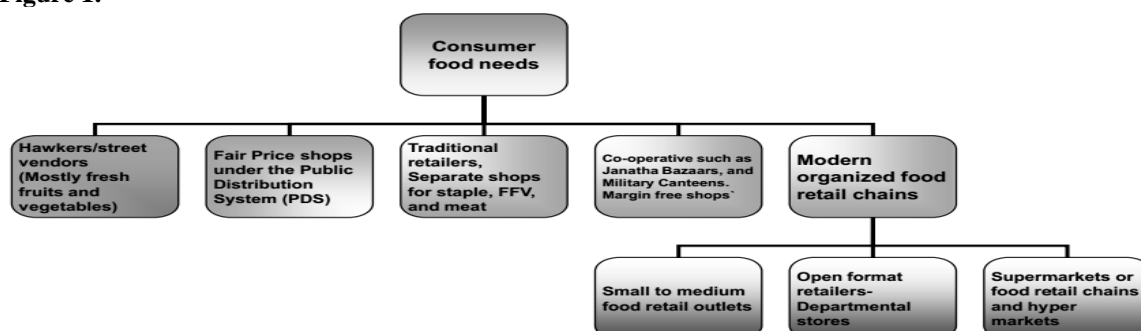 Figure 1.
Consumer
food needs
Hawkers/street
vendors
(Mostly fresh
fruits and
vegetables)
Fair Price shops
under the Public
Distribution
System (PDS)
Traditional
retailers,
Separate shops
for staple, FFV,
and meat
Co-operative such as
Janatha Bazaars, and
Military Canteens.
Margin free shops`
Modern
organized food
retail chains
Small to medium
food retail outlets
Open format
retailers-
Departmental
stores
Supermarkets or
food retail chains
and hyper
markets